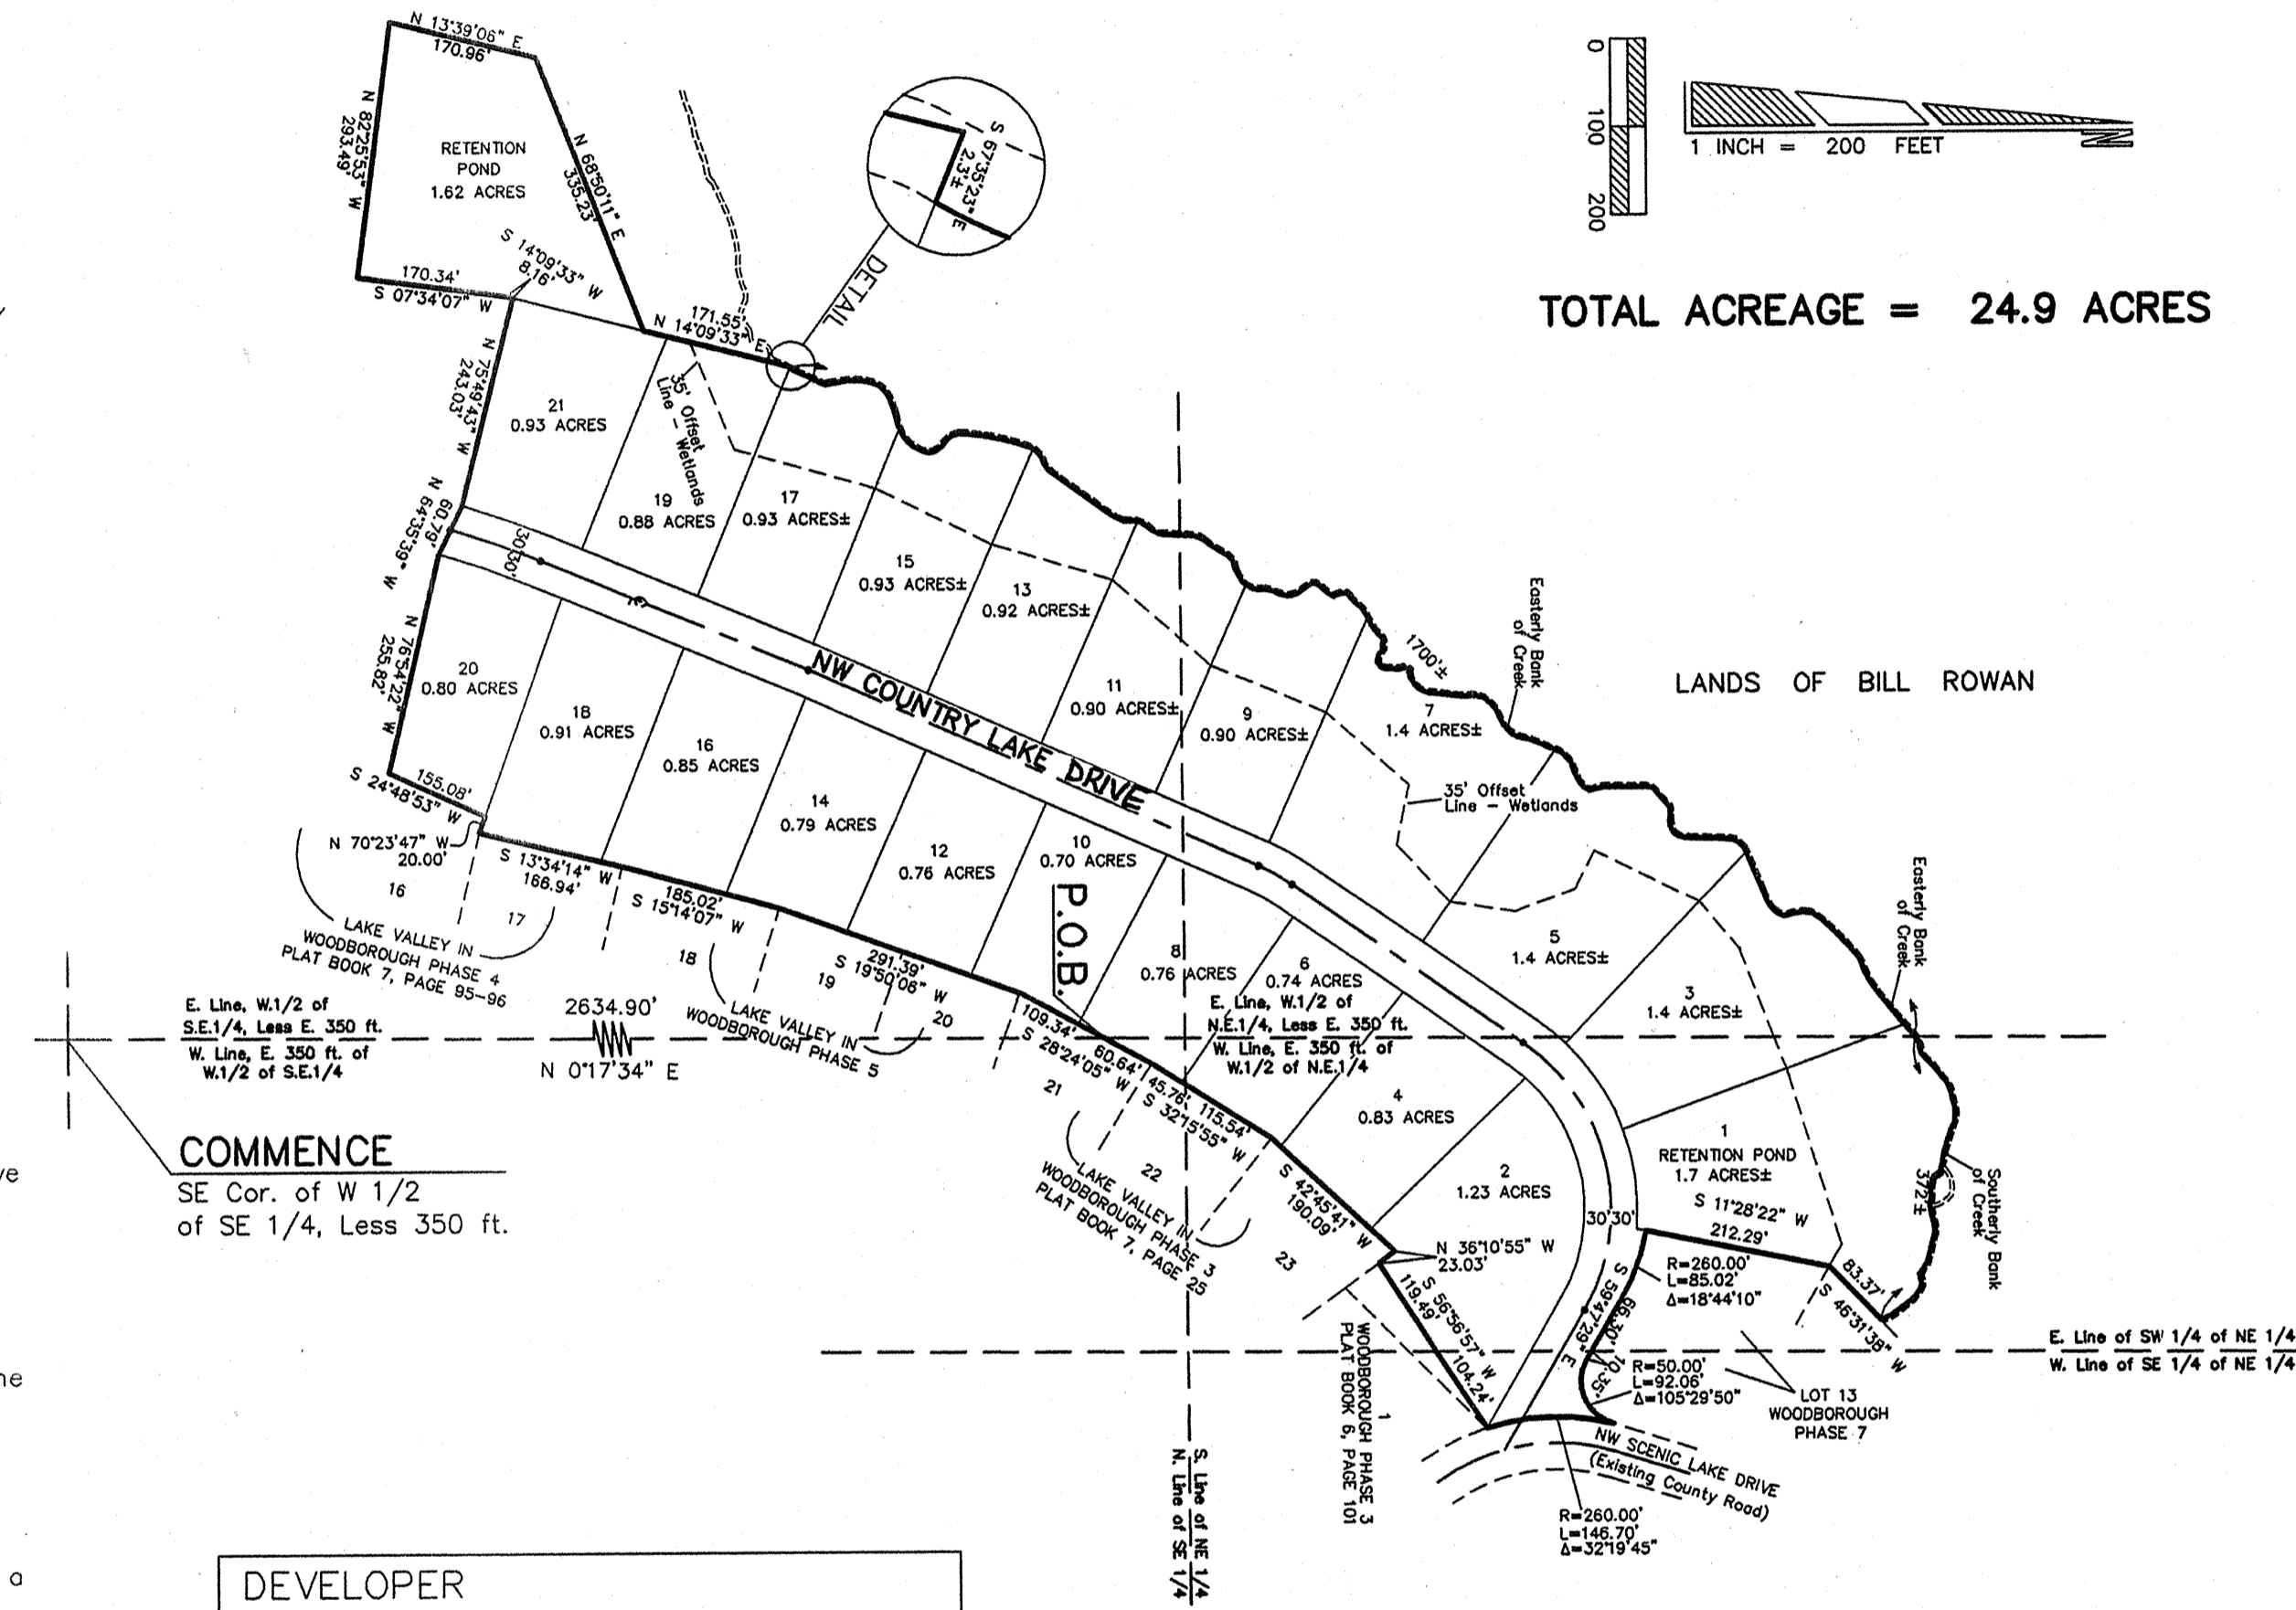 N 13°39'06" E
170.96'
N 82°25'53" W
293.49'
RETENTION
POND
1.62 ACRES
N 68°50'11" E
335.23'
S 14°09'33" W
8.16'
170.34'
S 07°34'07" W
171.55'
N 14°09'33" E
S 67°35'23" E
2.3'±
DETAIL
0
100
200
1 INCH = 200 FEET
N
TOTAL ACREAGE = 24.9 ACRES
N 75°49'43" W
243.03'
60.79'
N 64°35'39" W
N 76°54'22" W
255.82'
30'
30'
35' Offset
Line - Wetlands
21
0.93 ACRES
19
0.88 ACRES
17
0.93 ACRES±
15
0.93 ACRES±
13
0.92 ACRES±
11
0.90 ACRES±
9
0.90 ACRES±
7
1.4 ACRES±
5
1.4 ACRES±
3
1.4 ACRES±
1
RETENTION POND
1.7 ACRES±
1700'±
Easterly Bank
of Creek
LANDS OF BILL ROWAN
35' Offset
Line - Wetlands
Easterly Bank
of Creek
Southerly Bank
of Creek
372'±
NW COUNTRY LAKE DRIVE
20
0.80 ACRES
18
0.91 ACRES
16
0.85 ACRES
14
0.79 ACRES
12
0.76 ACRES
10
0.70 ACRES
8
0.76 ACRES
6
0.74 ACRES
4
0.83 ACRES
2
1.23 ACRES
155.08'
S 24°48'53" W
N 70°23'47" W
20.00'
S 13°34'14" W
166.94'
185.02'
S 15°14'07" W
291.39'
S 19°50'06" W
109.34'
S 28°24'05" W
60.64'
45.76'
115.54'
S 32°15'55" W
S 42°45'41" W
190.09'
N 36°10'55" W
23.03'
S 56°56'57" W
119.49'
104.24'
P.O.B.
16
17
LAKE VALLEY IN
WOODBOROUGH PHASE 4
PLAT BOOK 7, PAGE 95-96
18
19
20
LAKE VALLEY IN
WOODBOROUGH PHASE 5
21
22
23
LAKE VALLEY IN
WOODBOROUGH PHASE 3
PLAT BOOK 7, PAGE 25
E. Line, W.1/2 of
S.E.1/4, Less E. 350 ft.
W. Line, E. 350 ft. of
W.1/2 of S.E.1/4
2634.90'
N 0°17'34" E
E. Line, W.1/2 of
N.E.1/4, Less E. 350 ft.
W. Line, E. 350 ft. of
W.1/2 of N.E.1/4
COMMENCE
SE Cor. of W 1/2
of SE 1/4, Less 350 ft.
30'
30'
S 11°28'22" W
212.29'
83.37'
S 46°31'38" W
R=260.00'
L=85.02'
Δ=18°44'10"
S 59°47'29" E
66.30'
10.35'
R=50.00'
L=92.06'
Δ=105°29'50"
LOT 13
WOODBOROUGH
PHASE 7
E. Line of SW 1/4 of NE 1/4
W. Line of SE 1/4 of NE 1/4
1
WOODBOROUGH PHASE 3
PLAT BOOK 6, PAGE 101
NW SCENIC LAKE DRIVE
(Existing County Road)
R=260.00'
L=146.70'
Δ=32°19'45"
S. Line of NE 1/4
N. Line of SE 1/4
DEVELOPER
a